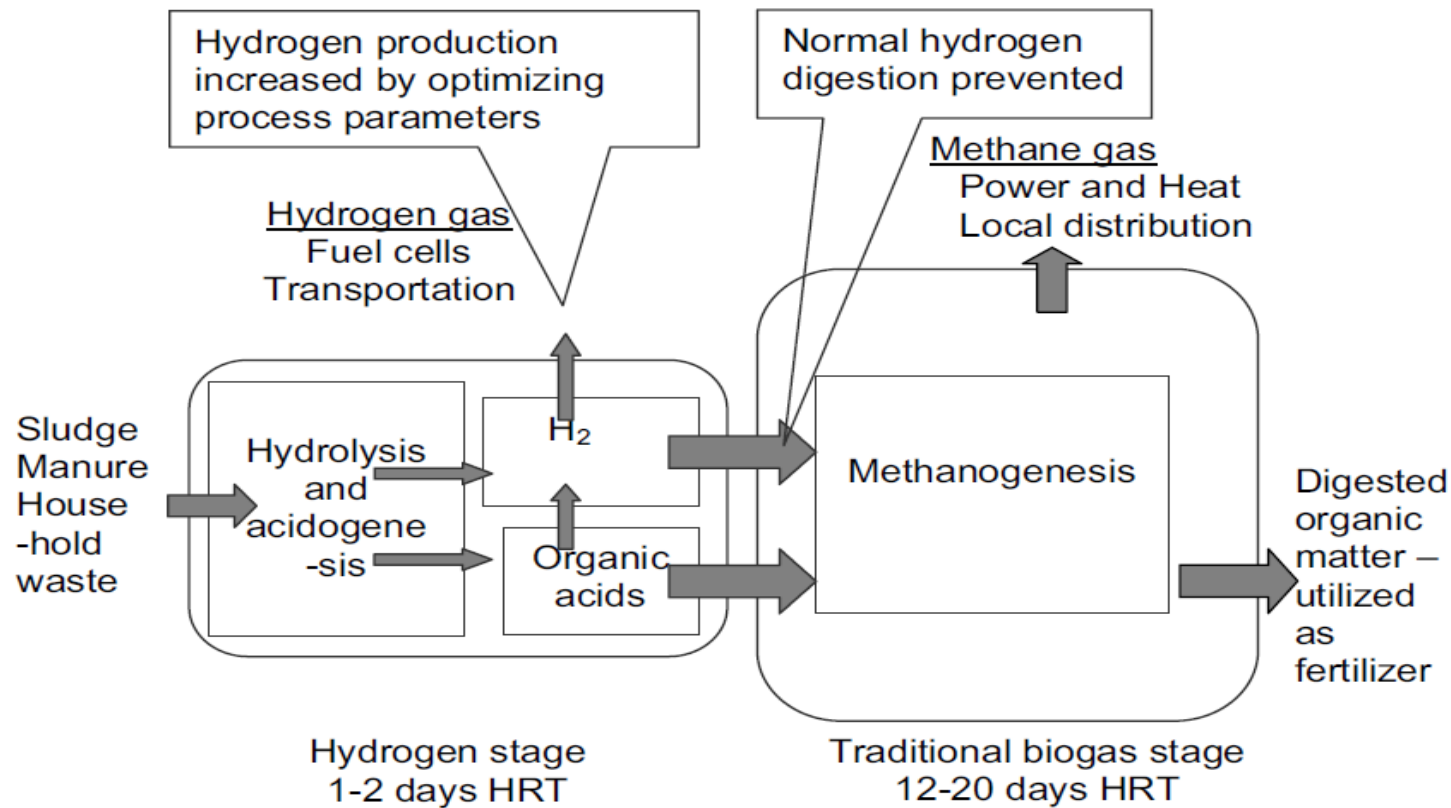 Hydrogen production
increased by optimizing
process parameters
Normal hydrogen
digestion prevented
Hydrogen gas
Fuel cells
Transportation
Methane gas
Power and Heat
Local distribution
Sludge
Manure
House
-hold
waste
Hydrolysis
and
acidogene
-sis
H₂
Organic
acids
Methanogenesis
Digested
organic
matter –
utilized
as
fertilizer
Hydrogen stage
1-2 days HRT
Traditional biogas stage
12-20 days HRT